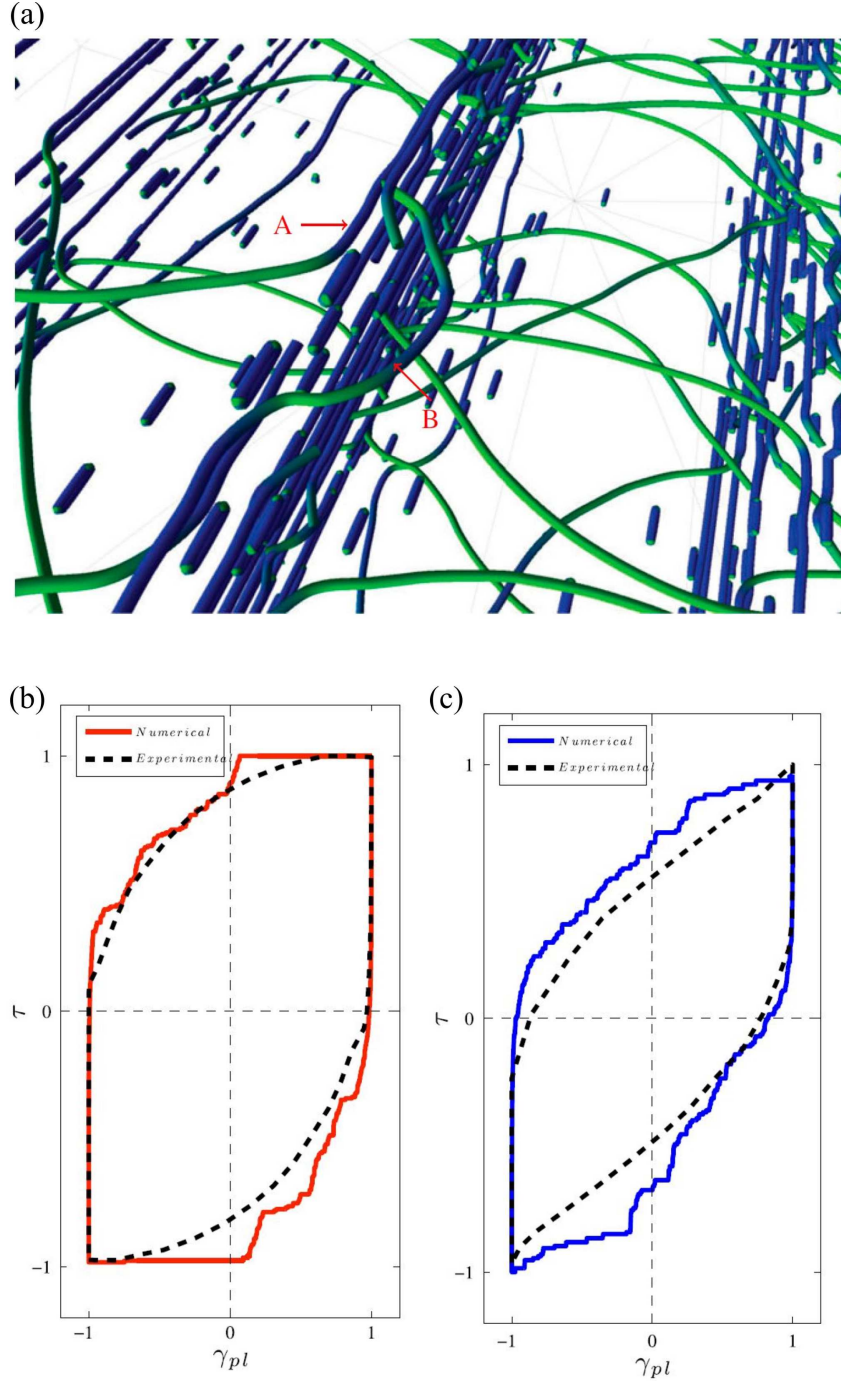 (a)
A
B
(b)
(c)
Numerical
Experimental
1
0
−1
τ
−1
0
1
γpl
Numerical
Experimental
1
0
−1
τ
−1
0
1
γpl